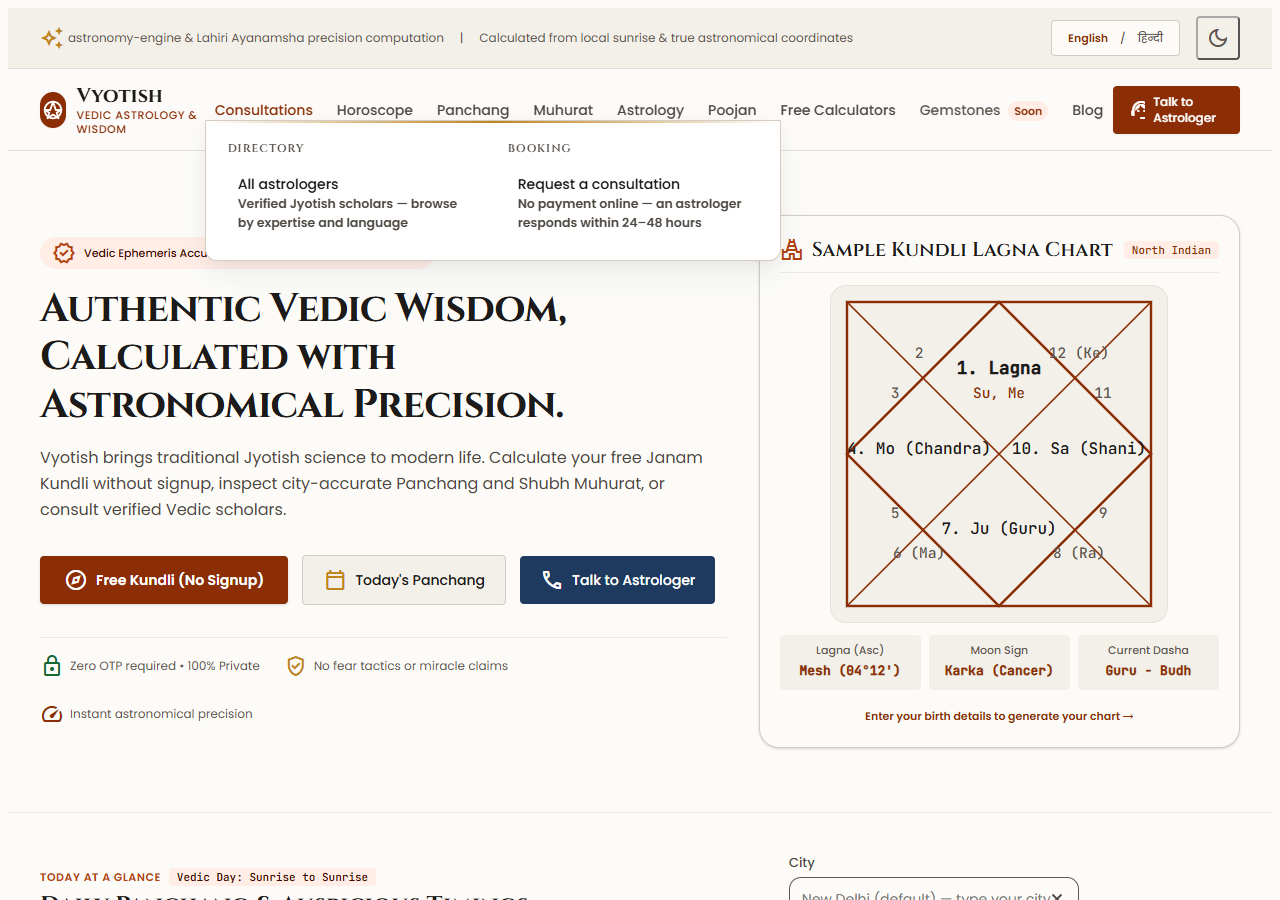 astronomy-engine & Lahiri Ayanamsha precision computation | Calculated from local sunrise & true astronomical coordinates
English / हिन्दी
Vyotish
VEDIC ASTROLOGY & WISDOM
Consultations Horoscope Panchang Muhurat Astrology Poojan Free Calculators Gemstones Soon Blog
Talk to Astrologer
DIRECTORY
All astrologers
Verified Jyotish scholars — browse
by expertise and language
BOOKING
Request a consultation
No payment online — an astrologer
responds within 24–48 hours
Vedic Ephemeris
Authentic Vedic Wisdom,
Calculated with
Astronomical Precision.
Vyotish brings traditional Jyotish science to modern life. Calculate your free Janam
Kundli without signup, inspect city-accurate Panchang and Shubh Muhurat, or
consult verified Vedic scholars.
Free Kundli (No Signup)
Today's Panchang
Talk to Astrologer
Zero OTP required • 100% Private
No fear tactics or miracle claims
Instant astronomical precision
Sample Kundli Lagna Chart
North Indian
2
12 (Ke)
1. Lagna
Su, Me
3
11
4. Mo (Chandra)
10. Sa (Shani)
5
9
7. Ju (Guru)
6 (Ma)
8 (Ra)
Lagna (Asc)
Mesh (04°12')
Moon Sign
Karka (Cancer)
Current Dasha
Guru - Budh
Enter your birth details to generate your chart →
TODAY AT A GLANCE
Vedic Day: Sunrise to Sunrise
Daily Panchang & Auspicious Timings
City
New Delhi (default) — type your city